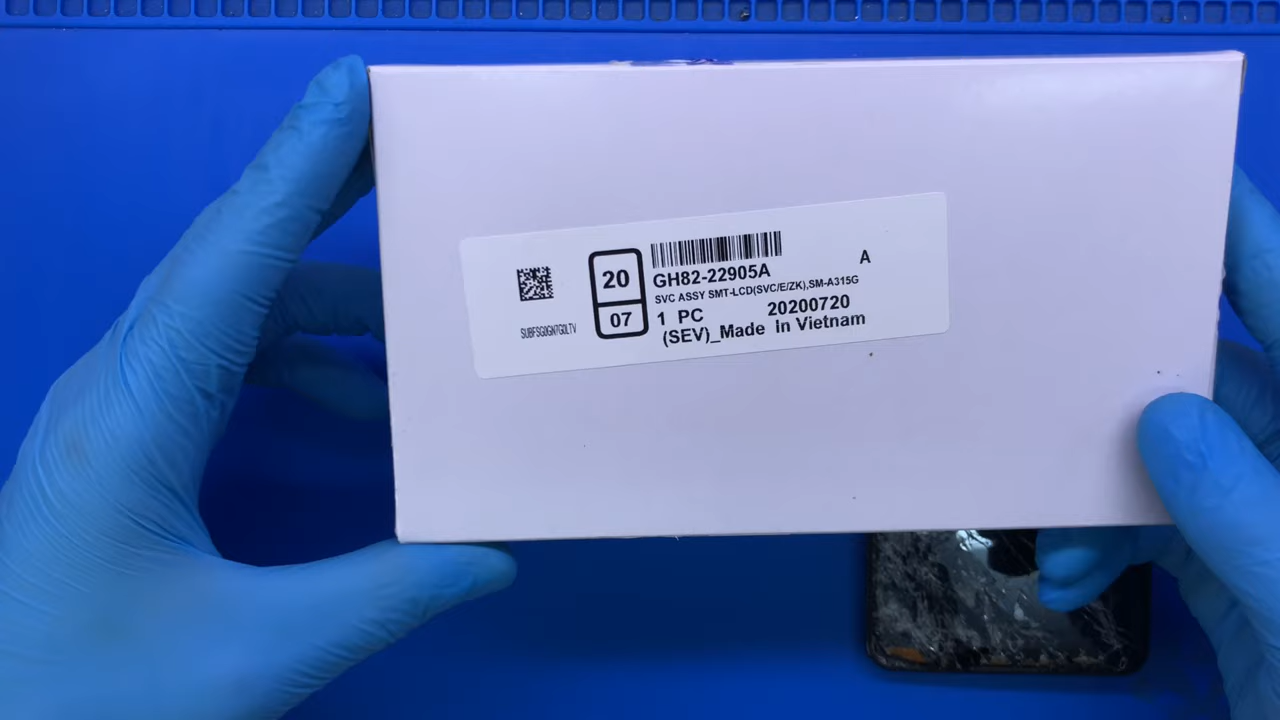 20
07
GH82-22905A
A
SVC ASSY SMT-LCD(SVC/E/ZK),SM-A315G
1 PC 20200720
(SEV)_Made In Vietnam